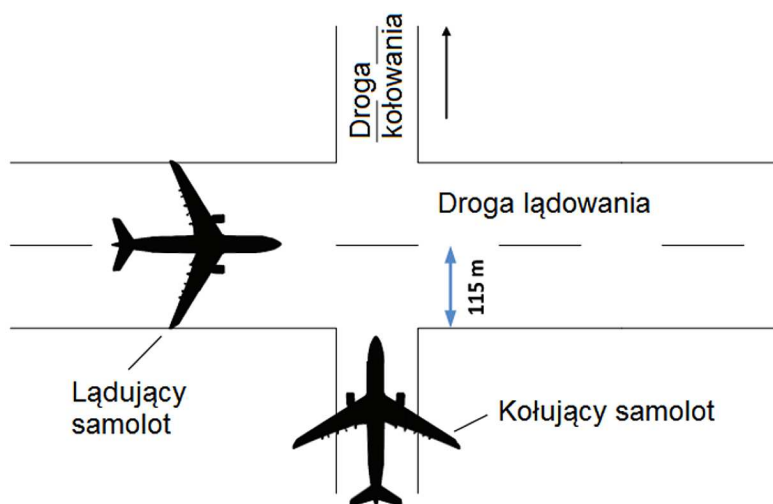 Droga
kołowania
Droga lądowania
115 m
Lądujący
samolot
Kołujący samolot